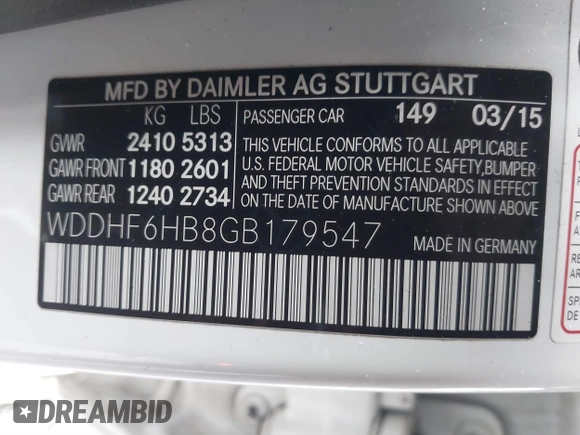 MFD BY DAIMLER AG STUTTGART
KG LBS
GVWR 2410 5313
GAWR FRONT 1180 2601
GAWR REAR 1240 2734
PASSENGER CAR 149 03/15
THIS VEHICLE CONFORMS TO ALL APPLICABLE
U.S. FEDERAL MOTOR VEHICLE SAFETY,BUMPER
AND THEFT PREVENTION STANDARDS IN EFFECT
ON THE DATE OF MANUFACTURE SHOWN ABOVE.
WDDHF6HB8GB179547
MADE IN GERMANY
DREAMBID